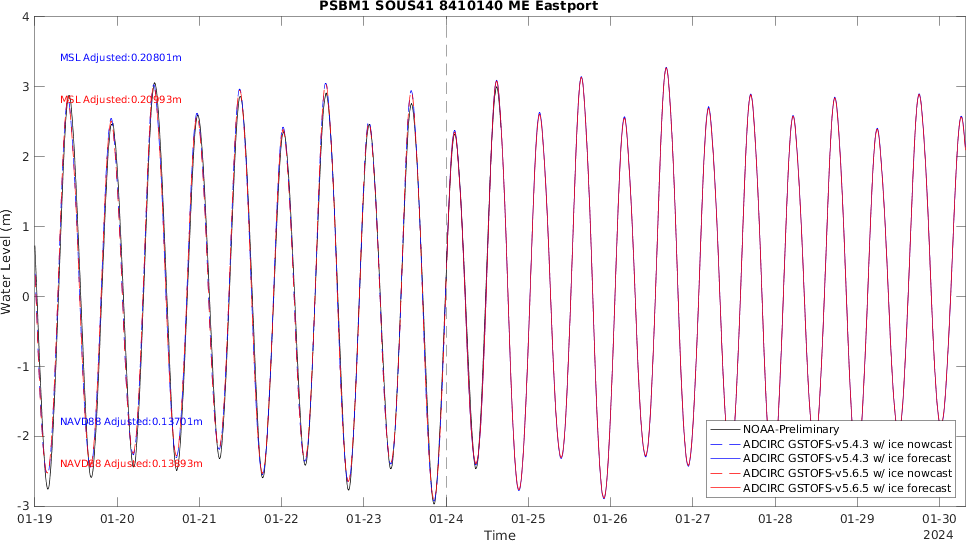 PSBM1 SOUS41 8410140 ME Eastport
4
3
2
1
0
-1
-2
-3
Water Level (m)
MSL Adjusted:0.20801m
MSL Adjusted:0.20993m
NAVD88 Adjusted:0.13701m
NAVD88 Adjusted:0.13893m
NOAA-Preliminary
ADCIRC GSTOFS-v5.4.3 w/ ice nowcast
ADCIRC GSTOFS-v5.4.3 w/ ice forecast
ADCIRC GSTOFS-v5.6.5 w/ ice nowcast
ADCIRC GSTOFS-v5.6.5 w/ ice forecast
01-19 01-20 01-21 01-22 01-23 01-24 01-25 01-26 01-27 01-28 01-29 01-30
Time
2024